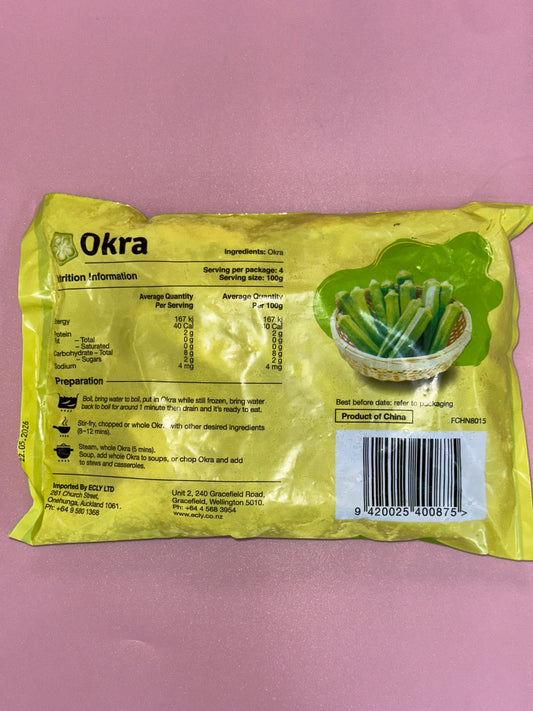 Okra
Ingredients: Okra
trition Information
Serving per package: 4
Serving size: 100g
Average Quantity Per Serving
Average Quantity Per 100g
ergy 167 kj 167 kj
40 Cal 40 Cal
Protein 2 g 2 g
Fat – Total 0 g 0 g
– Saturated 0 g 0 g
Carbohydrate – Total 8 g 8 g
– Sugars 2 g 2 g
Sodium 4 mg 4 mg
Preparation
Boil, bring water to boil, put in Okra while still frozen, bring water
back to boil for around 1 minute then drain and it's ready to eat.
Stir-fry, chopped or whole Okra with other desired ingredients
(8–12 mins).
Steam, whole Okra (5 mins)
Soup, add whole Okra to soups, or chop Okra and add
to stews and casseroles.
Imported By ECLY LTD
281 Church Street,
Onehunga, Auckland 1061.
Ph: +64 9 580 1368
Unit 2, 240 Gracefield Road,
Gracefield, Wellington 5010.
Ph: +64 4 568 3954
www.ecly.co.nz
Best before date: refer to packaging
Product of China
FCHN8015
9 420025 400875 >
22.05.2026